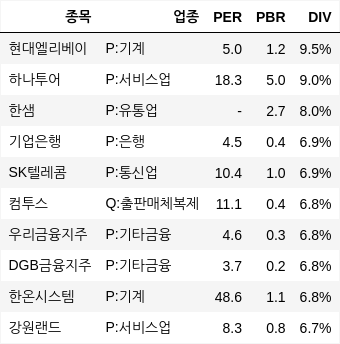 종목 업종 PER PBR DIV
현대엘리베이 P:기계 5.0 1.2 9.5%
하나투어 P:서비스업 18.3 5.0 9.0%
한샘 P:유통업 - 2.7 8.0%
기업은행 P:은행 4.5 0.4 6.9%
SK텔레콤 P:통신업 10.4 1.0 6.9%
컴투스 Q:출판매체복제 11.1 0.4 6.8%
우리금융지주 P:기타금융 4.6 0.3 6.8%
DGB금융지주 P:기타금융 3.7 0.2 6.8%
한온시스템 P:기계 48.6 1.1 6.8%
강원랜드 P:서비스업 8.3 0.8 6.7%